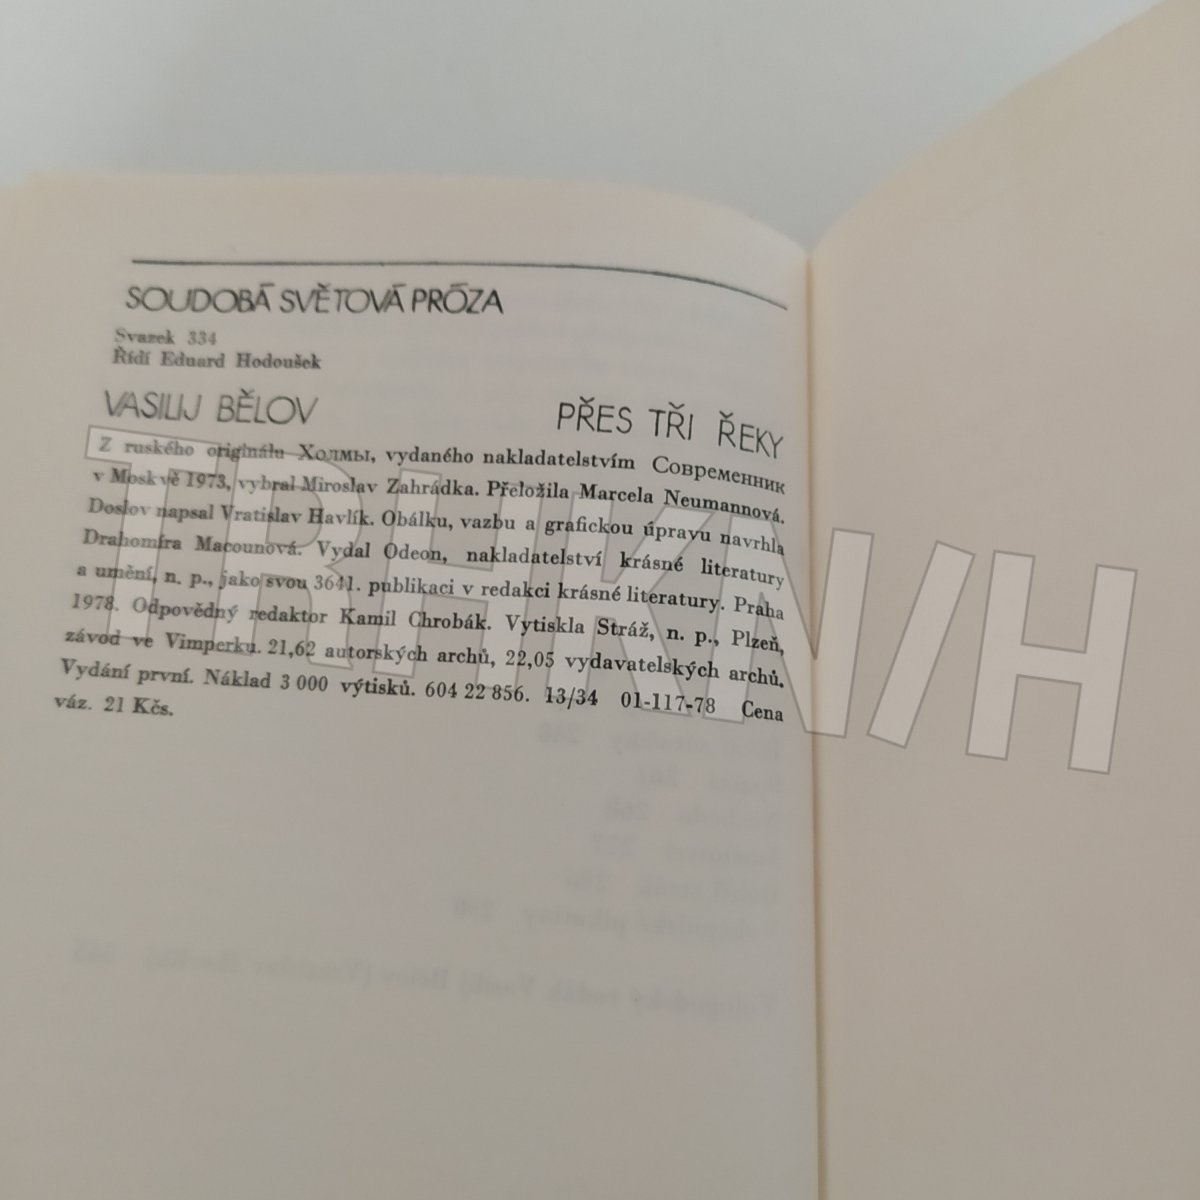 SOUDOBÁ SVĚTOVÁ PRÓZA
Svazek 334
Řídí Eduard Hodoušek
VASILIJ BĚLOV PŘES TŘI ŘEKY
Z ruského originálu Холмы, vydaného nakladatelstvím Современник
v Moskvě 1973, vybral Miroslav Zahrádka. Přeložila Marcela Neumannová.
Doslov napsal Vratislav Havlík. Obálku, vazbu a grafickou úpravu navrhla
Drahomíra Macounová. Vydal Odeon, nakladatelství krásné literatury
a umění, n. p., jako svou 3641. publikaci v redakci krásné literatury. Praha
1978. Odpovědný redaktor Kamil Chrobák. Vytiskla Stráž, n. p., Plzeň,
závod ve Vimperku. 21,62 autorských archů, 22,05 vydavatelských archů.
Vydání první. Náklad 3 000 výtisků. 604 22 856. 13/34 01-117-78 Cena
váz. 21 Kčs.
TRHKN/H